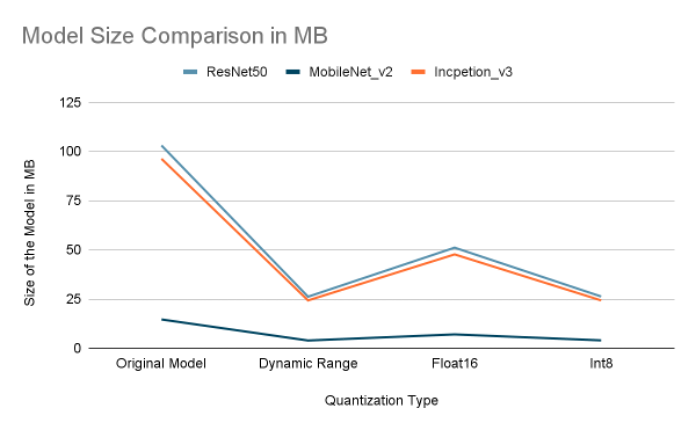 Model Size Comparison in MB
ResNet50 MobileNet_v2 Incpetion_v3
Size of the Model in MB
125
100
75
50
25
0
Original Model Dynamic Range Float16 Int8
Quantization Type